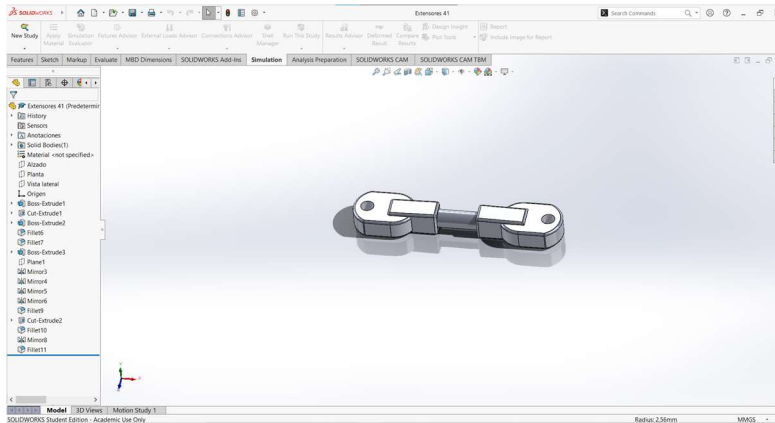 SOLIDWORKS
Extensores 41
Search Commands
New Study
Apply Material
Simulation Evaluator
Fixtures Advisor
External Loads Advisor
Connections Advisor
Shell Manager
Run This Study
Results Advisor
Deformed Result
Compare Results
Design Insight
Plot Tools
Report
Include Image for Report
Features Sketch Markup Evaluate MBD Dimensions SOLIDWORKS Add-Ins Simulation Analysis Preparation SOLIDWORKS CAM SOLIDWORKS CAM TBM
Extensores 41 (Predetermir
History
Sensors
Anotaciones
Solid Bodies(1)
Material <not specified>
Alzado
Planta
Vista lateral
Origen
Boss-Extrude1
Cut-Extrude1
Boss-Extrude2
Fillet6
Fillet7
Boss-Extrude3
Plane1
Mirror3
Mirror4
Mirror5
Mirror6
Fillet9
Cut-Extrude2
Fillet10
Mirror8
Fillet11
Model 3D Views Motion Study 1
SOLIDWORKS Student Edition - Academic Use Only
Radius: 2.56mm
MMGS